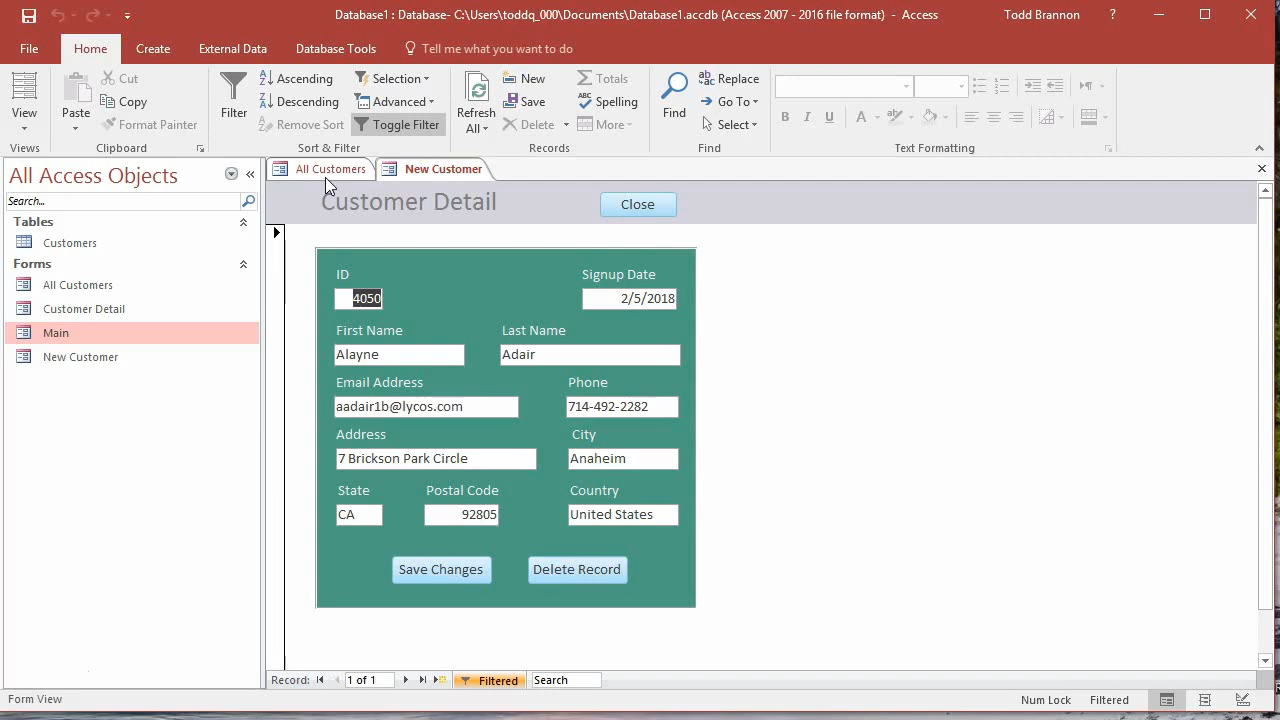 Database1 : Database- C:\Users\toddq_000\Documents\Database1.accdb (Access 2007 - 2016 file format) - Access
Todd Brannon
?
File
Home
Create
External Data
Database Tools
Tell me what you want to do
View
Views
Paste
Cut
Copy
Format Painter
Clipboard
Filter
Ascending
Descending
Remove Sort
Selection
Advanced
Toggle Filter
Sort & Filter
Refresh
All
New
Save
Delete
Totals
Spelling
More
Records
Find
Replace
Go To
Select
Find
B I U
A
Text Formatting
All Access Objects
Search...
Tables
Customers
Forms
All Customers
Customer Detail
Main
New Customer
All Customers
New Customer
Customer Detail
Close
ID
Signup Date
4050
2/5/2018
First Name
Last Name
Alayne
Adair
Email Address
Phone
aadair1b@lycos.com
714-492-2282
Address
City
7 Brickson Park Circle
Anaheim
State
Postal Code
Country
CA
92805
United States
Save Changes
Delete Record
Record:
1 of 1
Filtered
Search
Form View
Num Lock
Filtered